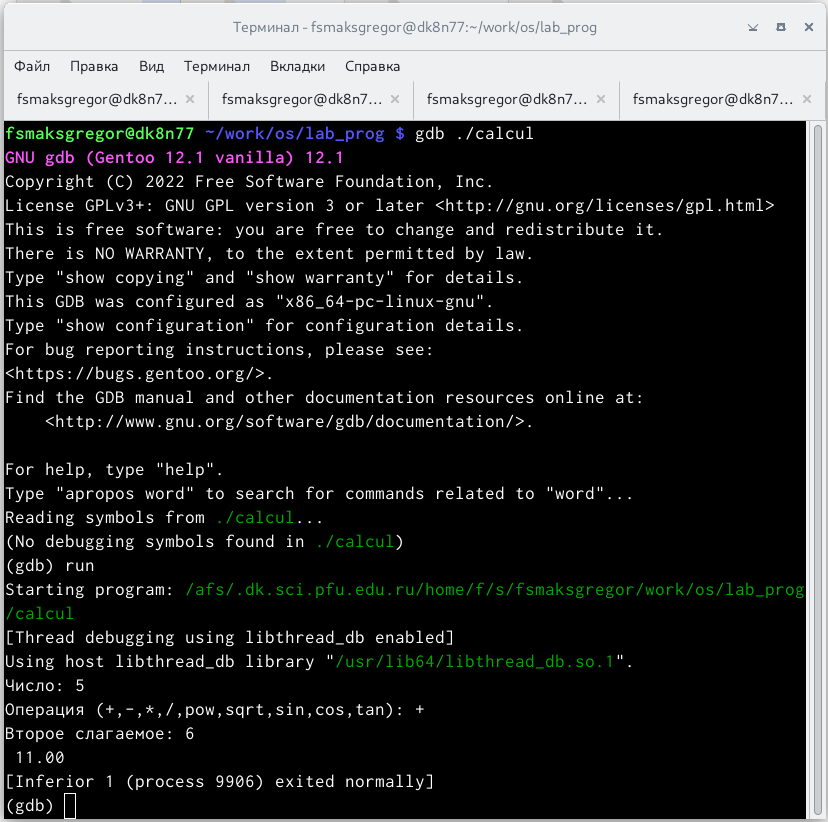 Терминал - fsmaksgregor@dk8n77:~/work/os/lab_prog
Файл Правка Вид Терминал Вкладки Справка
fsmaksgregor@dk8n7... × fsmaksgregor@dk8n7... × fsmaksgregor@dk8n7... × fsmaksgregor@dk8n7... ×
fsmaksgregor@dk8n77 ~/work/os/lab_prog $ gdb ./calcul
GNU gdb (Gentoo 12.1 vanilla) 12.1
Copyright (C) 2022 Free Software Foundation, Inc.
License GPLv3+: GNU GPL version 3 or later <http://gnu.org/licenses/gpl.html>
This is free software: you are free to change and redistribute it.
There is NO WARRANTY, to the extent permitted by law.
Type "show copying" and "show warranty" for details.
This GDB was configured as "x86_64-pc-linux-gnu".
Type "show configuration" for configuration details.
For bug reporting instructions, please see:
<https://bugs.gentoo.org/>.
Find the GDB manual and other documentation resources online at:
    <http://www.gnu.org/software/gdb/documentation/>.

For help, type "help".
Type "apropos word" to search for commands related to "word"...
Reading symbols from ./calcul...
(No debugging symbols found in ./calcul)
(gdb) run
Starting program: /afs/.dk.sci.pfu.edu.ru/home/f/s/fsmaksgregor/work/os/lab_prog
/calcul
[Thread debugging using libthread_db enabled]
Using host libthread_db library "/usr/lib64/libthread_db.so.1".
Число: 5
Операция (+,-,*,/,pow,sqrt,sin,cos,tan): +
Второе слагаемое: 6
 11.00
[Inferior 1 (process 9906) exited normally]
(gdb)